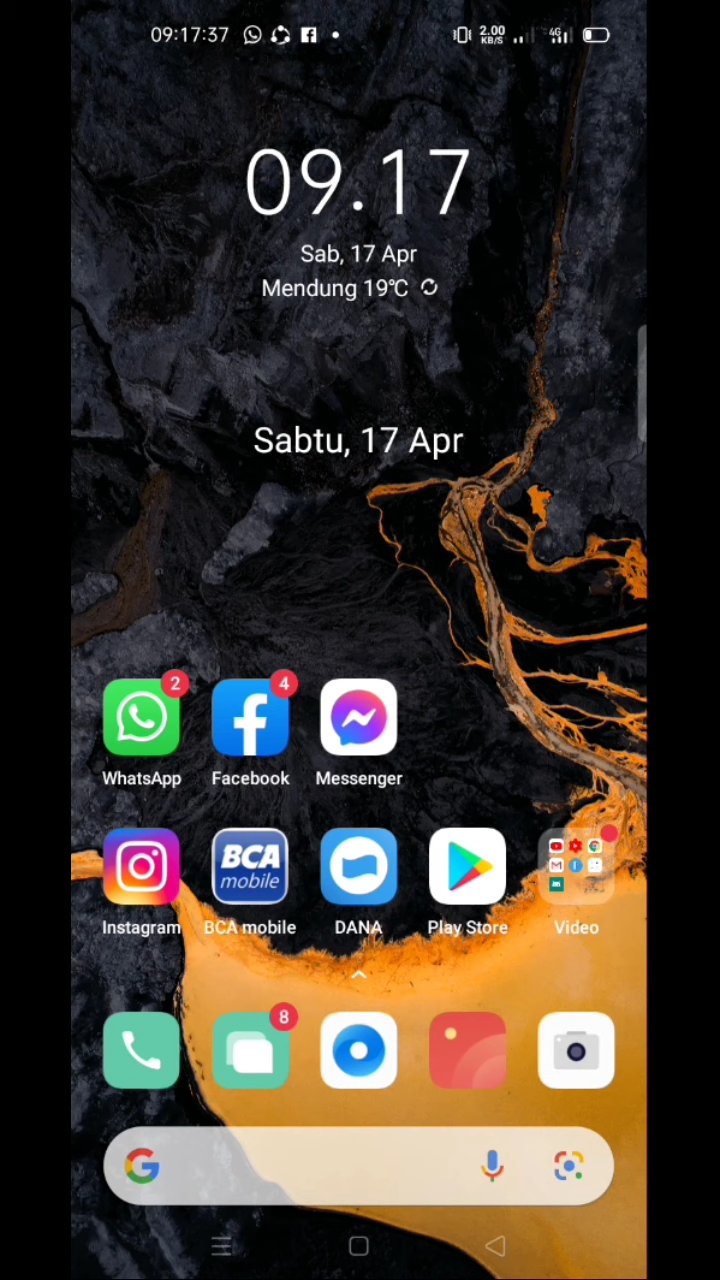 09:17:37 2.00 KB/S 4G
09.17
Sab, 17 Apr
Mendung 19°C
Sabtu, 17 Apr
2 4
WhatsApp Facebook Messenger
BCA mobile
Instagram BCA mobile DANA Play Store Video
8